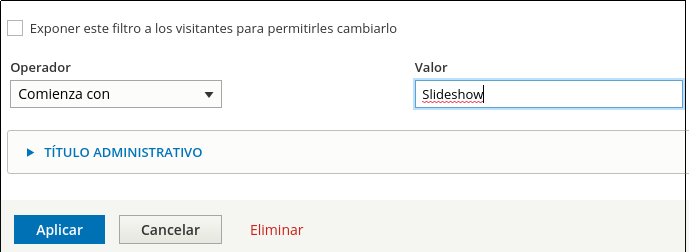 Exponer este filtro a los visitantes para permitirles cambiarlo
Operador Valor
Comienza con Slideshow
TÍTULO ADMINISTRATIVO
Aplicar Cancelar Eliminar